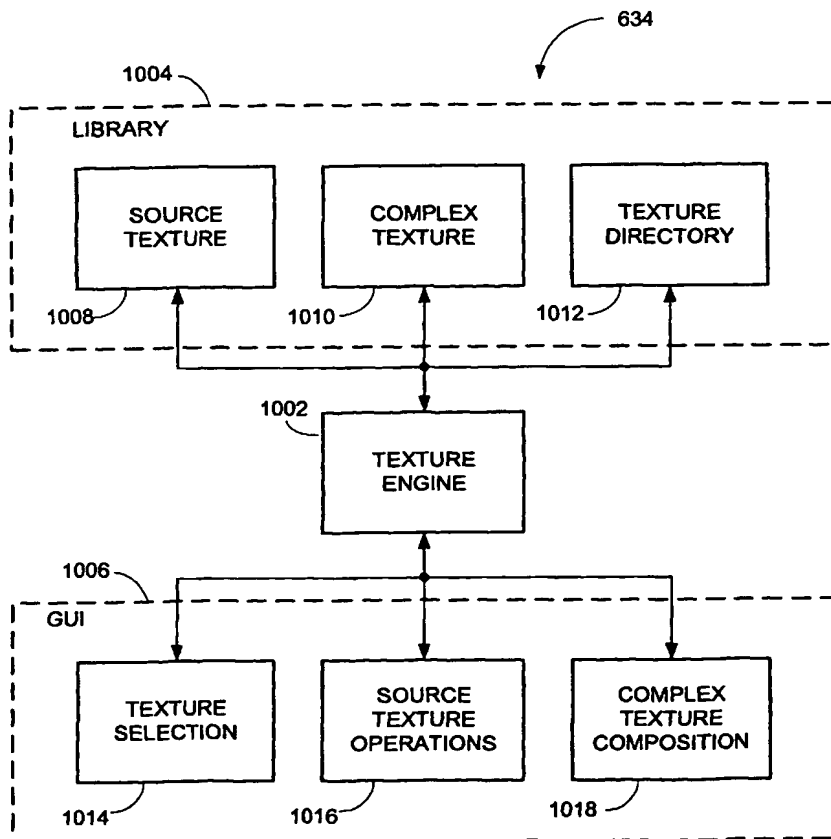 634
1004
LIBRARY
SOURCE
TEXTURE
COMPLEX
TEXTURE
TEXTURE
DIRECTORY
1008
1010
1012
1002
TEXTURE
ENGINE
1006
GUI
TEXTURE
SELECTION
SOURCE
TEXTURE
OPERATIONS
COMPLEX
TEXTURE
COMPOSITION
1014
1016
1018